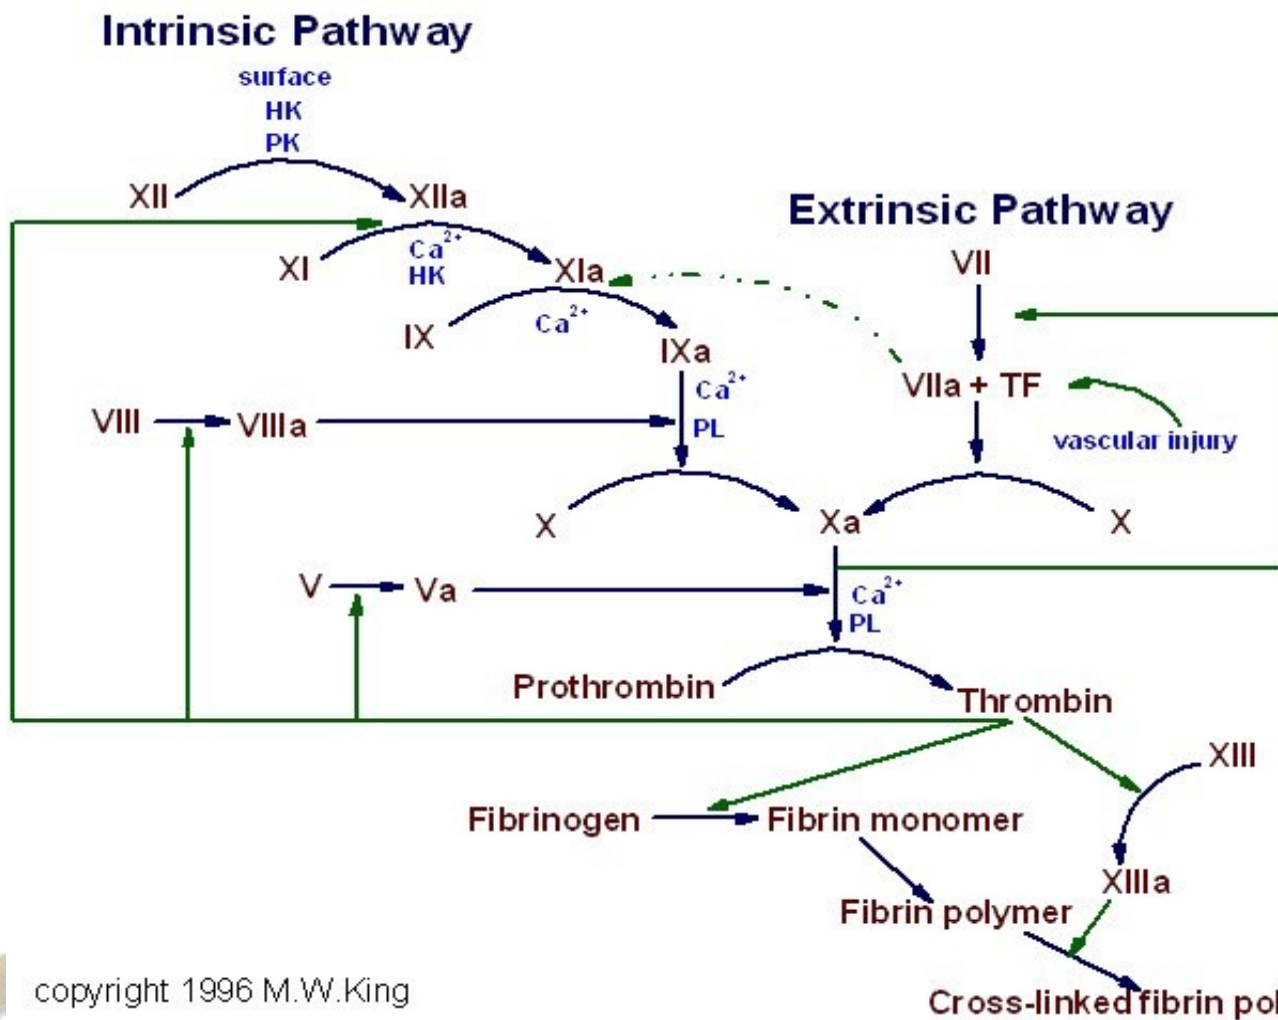 Intrinsic Pathway
surface
HK
PK
XII
XIIa
Extrinsic Pathway
XI
Ca2+
HK
XIa
VII
IX
Ca2+
IXa
VIIa + TF
Ca2+
VIII
VIIIa
PL
vascular injury
X
Xa
X
V
Va
Ca2+
PL
Prothrombin
Thrombin
XIII
Fibrinogen
Fibrin monomer
XIIIa
Fibrin polymer
copyright 1996 M.W.King
Cross-linked fibrin pol